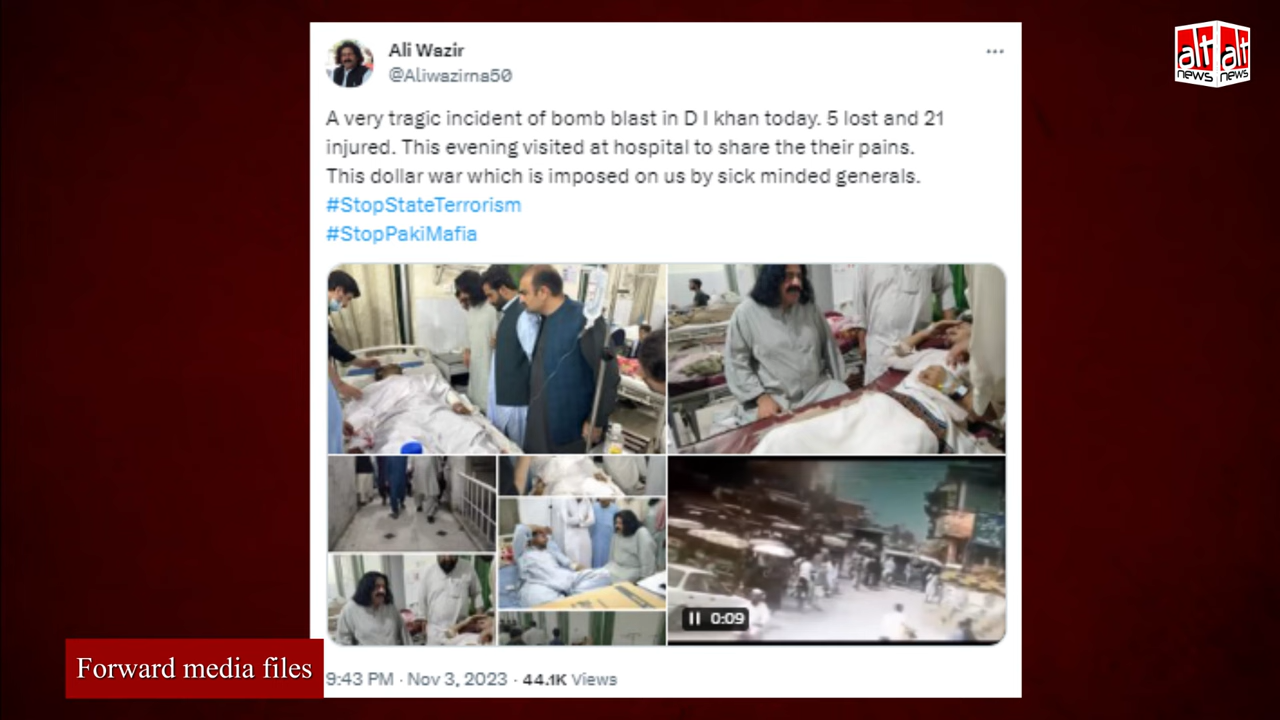 Ali Wazir
@Aliwazirna50
A very tragic incident of bomb blast in D I khan today. 5 lost and 21
injured. This evening visited at hospital to share the their pains.
This dollar war which is imposed on us by sick minded generals.
#StopStateTerrorism
#StopPakiMafia
0:09
9:43 PM · Nov 3, 2023 · 44.1K Views
Forward media files
alt alt
news news